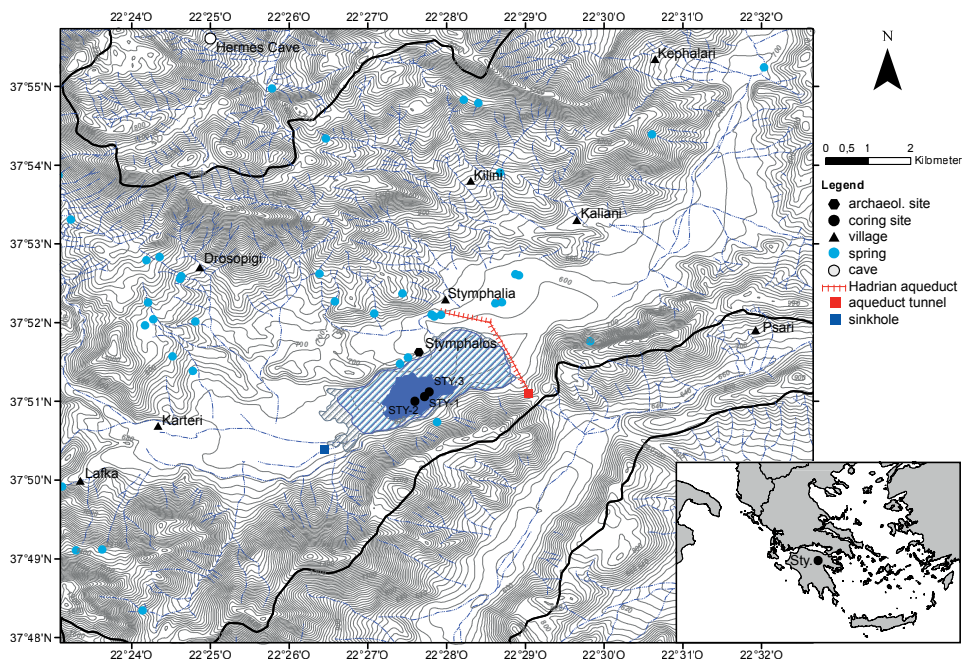 22°24'O 22°25'O 22°26'O 22°27'O 22°28'O 22°29'O 22°30'O 22°31'O 22°32'O
Hermes Cave
Kephalari
N
37°55'N
37°54'N
0 0,5 1 2
Kilometer
Kilini
Legend
archaeol. site
coring site
village
spring
cave
Hadrian aqueduct
aqueduct tunnel
sinkhole
Kaliani
37°53'N
Drosopigi
600
Stymphalia
37°52'N
Psari
Stymphalos
STY-3
STY-1
STY-2
37°51'N
Karteri
37°50'N
Lafka
37°49'N
Sty.
37°48'N
22°24'O 22°25'O 22°26'O 22°27'O 22°28'O 22°29'O 22°30'O 22°31'O 22°32'O